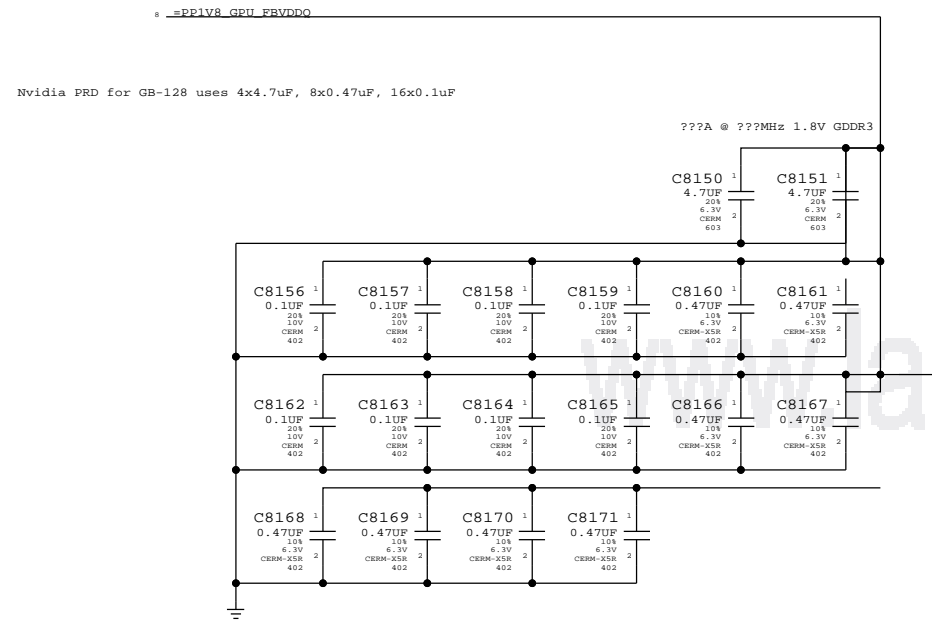 8 =PP1V8_GPU_FBVDDQ
Nvidia PRD for GB-128 uses 4x4.7uF, 8x0.47uF, 16x0.1uF
???A @ ???MHz 1.8V GDDR3
C8150 1 C8151 1
4.7UF 4.7UF
20% 20%
6.3V 2 6.3V 2
CERM CERM
603 603
C8156 1 C8157 1 C8158 1 C8159 1 C8160 1 C8161 1
0.1UF 0.1UF 0.1UF 0.1UF 0.47UF 0.47UF
20% 20% 20% 20% 10% 10%
10V 2 10V 2 10V 2 10V 2 6.3V 2 6.3V 2
CERM CERM CERM CERM CERM-X5R CERM-X5R
402 402 402 402 402 402
C8162 1 C8163 1 C8164 1 C8165 1 C8166 1 C8167 1
0.1UF 0.1UF 0.1UF 0.1UF 0.47UF 0.47UF
20% 20% 20% 20% 10% 10%
10V 2 10V 2 10V 2 10V 2 6.3V 2 6.3V 2
CERM CERM CERM CERM CERM-X5R CERM-X5R
402 402 402 402 402 402
C8168 1 C8169 1 C8170 1 C8171 1
0.47UF 0.47UF 0.47UF 0.47UF
10% 10% 10% 10%
6.3V 2 6.3V 2 6.3V 2 6.3V 2
CERM-X5R CERM-X5R CERM-X5R CERM-X5R
402 402 402 402
www.la